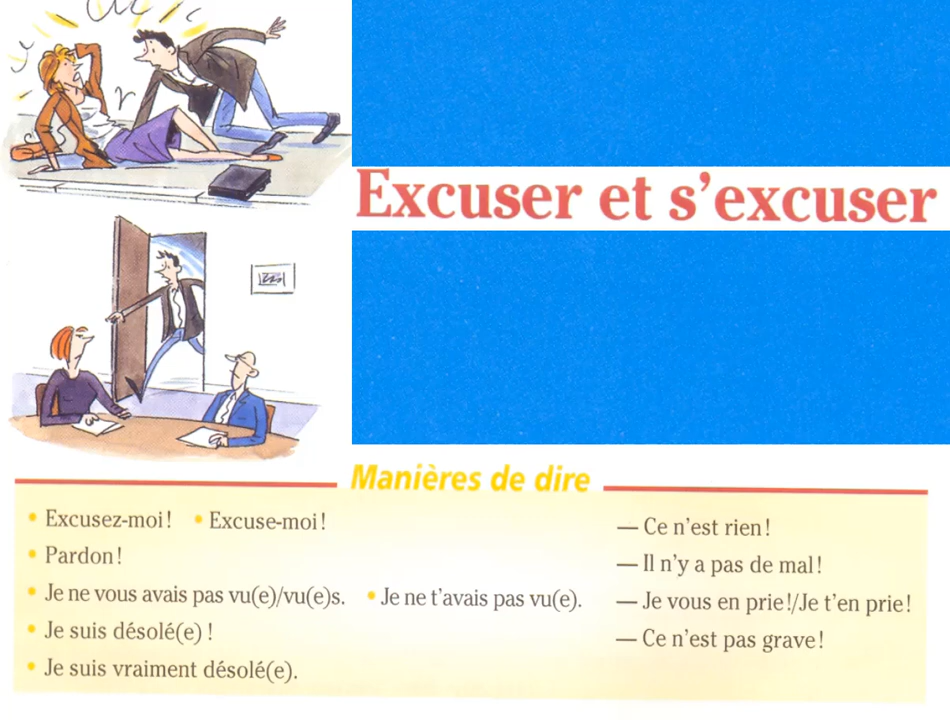 Excuser et s'excuser
Manières de dire
• Excusez-moi! • Excuse-moi!
• Pardon!
• Je ne vous avais pas vu(e)/vu(e)s. • Je ne t'avais pas vu(e).
• Je suis désolé(e) !
• Je suis vraiment désolé(e).
— Ce n'est rien!
— Il n'y a pas de mal!
— Je vous en prie!/Je t'en prie!
— Ce n'est pas grave!